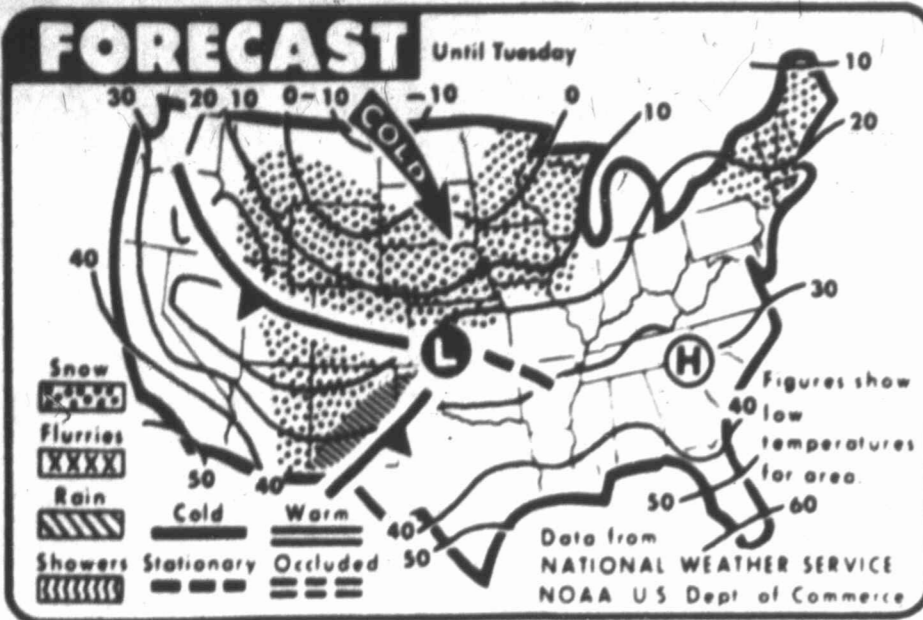 FORECAST
Until Tuesday
30 20 10 0 -10 -10 0 10
10
20
COLD
40
30
L
H
Snow
Flurries
Rain
Showers
Cold
Warm
Stationary
Occluded
50
40
40
50
40
50
60
Figures show
low
temperatures
for area.
Data from
NATIONAL WEATHER SERVICE
NOAA U S Dept of Commerce